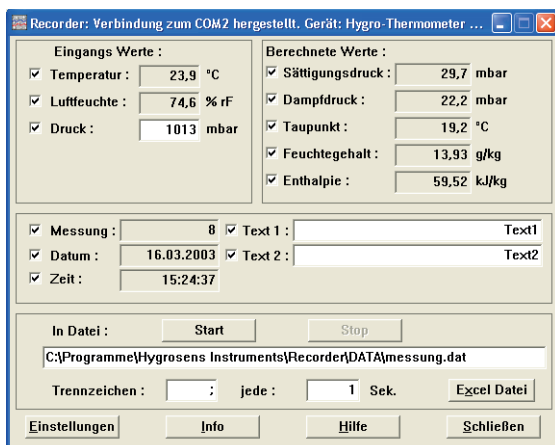 Recorder: Verbindung zum COM2 hergestellt. Gerät: Hygro-Thermometer ...
Eingangs Werte :
Temperatur : 23,9 °C
Luftfeuchte : 74,6 % rF
Druck : 1013 mbar
Berechnete Werte :
Sättigungsdruck : 29,7 mbar
Dampfdruck : 22,2 mbar
Taupunkt : 19,2 °C
Feuchtegehalt : 13,93 g/kg
Enthalpie : 59,52 kJ/kg
Messung : 8 Text 1 : Text1
Datum : 16.03.2003 Text 2 : Text2
Zeit : 15:24:37
In Datei : Start Stop
C:\Programme\Hygrosens Instruments\Recorder\DATA\messung.dat
Trennzeichen : ; jede : 1 Sek. Excel Datei
Einstellungen Info Hilfe Schließen